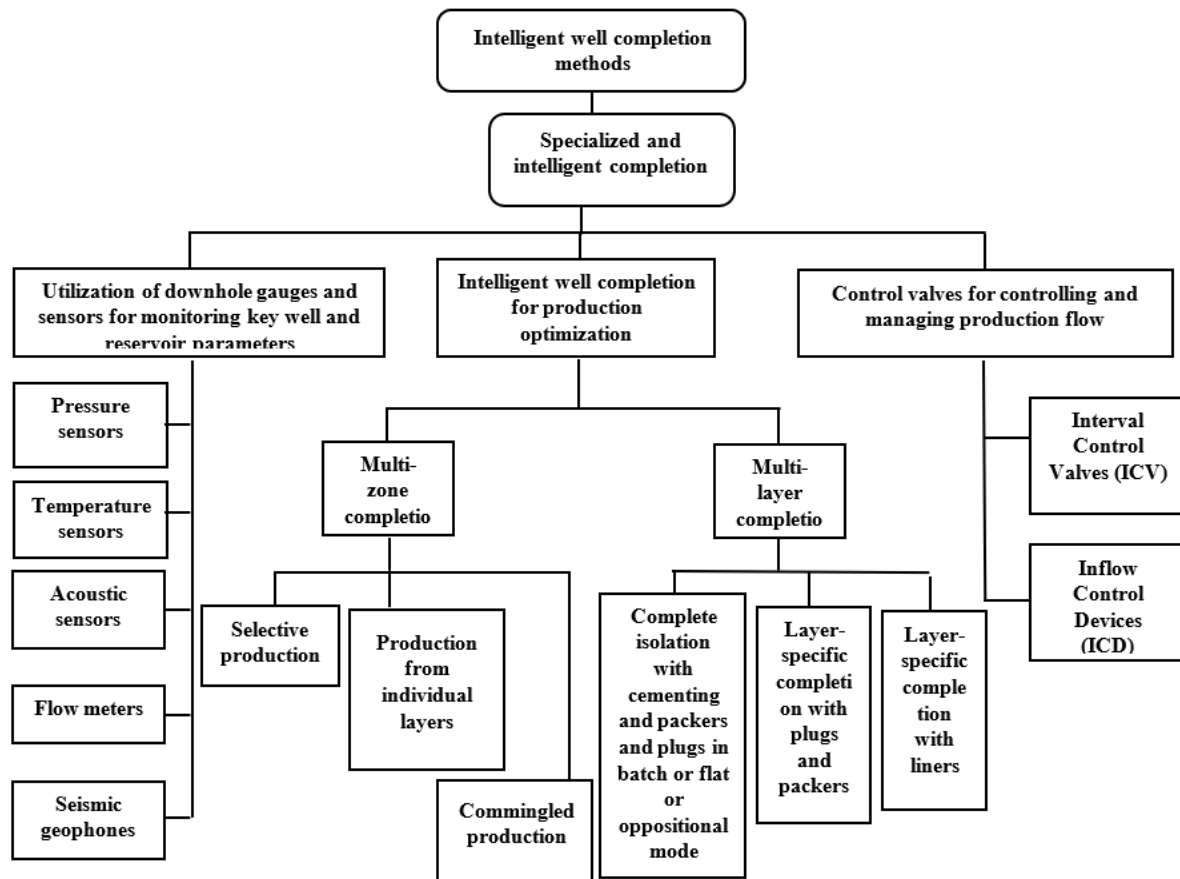 Intelligent well completion
methods
Specialized and
intelligent completion
Utilization of downhole gauges and
sensors for monitoring key well and
reservoir parameters
Intelligent well completion
for production
optimization
Control valves for controlling and
managing production flow
Pressure
sensors
Temperature
sensors
Acoustic
sensors
Flow meters
Seismic
geophones
Multi-
zone
completio
Multi-
layer
completio
Selective
production
Production
from
individual
layers
Commingled
production
Complete
isolation
with
cementing
and packers
and plugs in
batch or flat
or
oppositional
mode
Layer-
specific
completi
on with
plugs
and
packers
Layer-
specific
comple
tion
with
liners
Interval
Control
Valves (ICV)
Inflow
Control
Devices
(ICD)